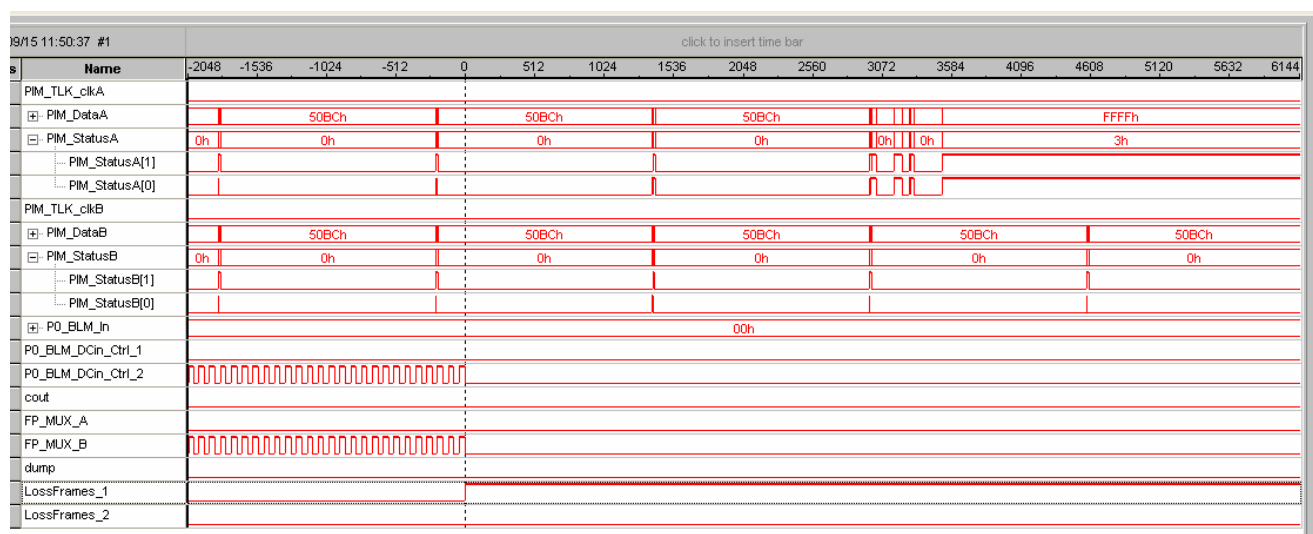 09/15 11:50:37 #1 click to insert time bar
s Name -2048 -1536 -1024 -512 0 512 1024 1536 2048 2560 3072 3584 4096 4608 5120 5632 6144
PIM_TLK_clkA
PIM_DataA 50BCh 50BCh 50BCh FFFFh
PIM_StatusA 0h 0h 0h 0h 0h 0h 3h
PIM_StatusA[1]
PIM_StatusA[0]
PIM_TLK_clkB
PIM_DataB 50BCh 50BCh 50BCh 50BCh 50BCh
PIM_StatusB 0h 0h 0h 0h 0h 0h
PIM_StatusB[1]
PIM_StatusB[0]
P0_BLM_In 00h
P0_BLM_DCin_Ctrl_1
P0_BLM_DCin_Ctrl_2
cout
FP_MUX_A
FP_MUX_B
dump
LossFrames_1
LossFrames_2